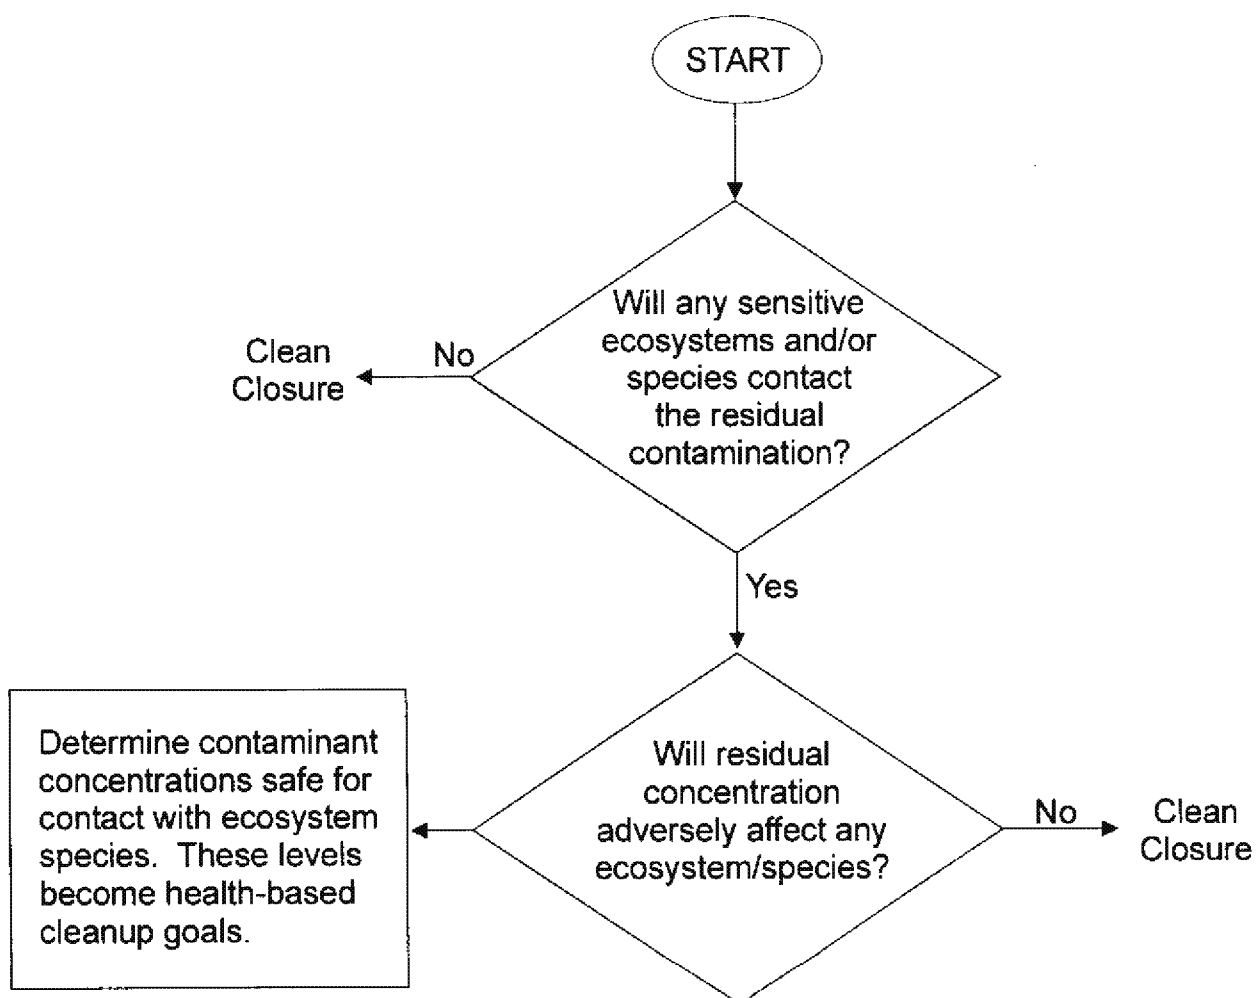 START
Will any sensitive
ecosystems and/or
species contact
the residual
contamination?
No
Clean
Closure
Yes
Will residual
concentration
adversely affect any
ecosystem/species?
No
Clean
Closure
Determine contaminant
concentrations safe for
contact with ecosystem
species. These levels
become health-based
cleanup goals.